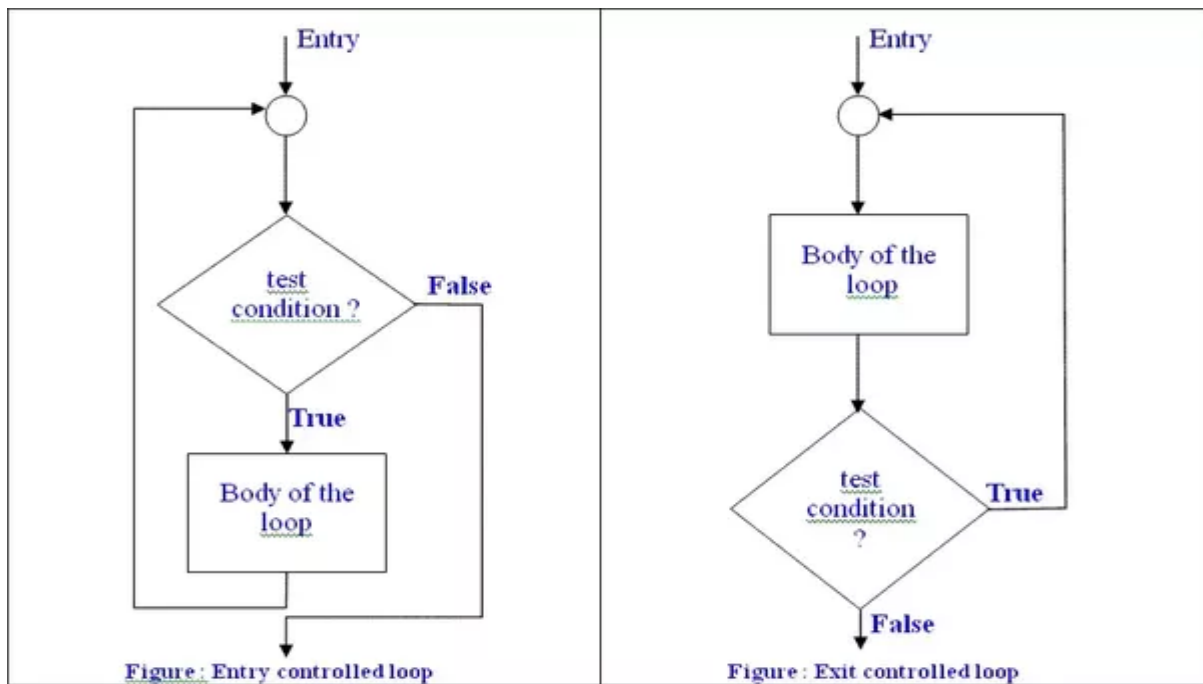 Entry
test
condition ?
False
True
Body of the
loop
Figure : Entry controlled loop
Entry
Body of the
loop
test
condition
?
True
False
Figure : Exit controlled loop